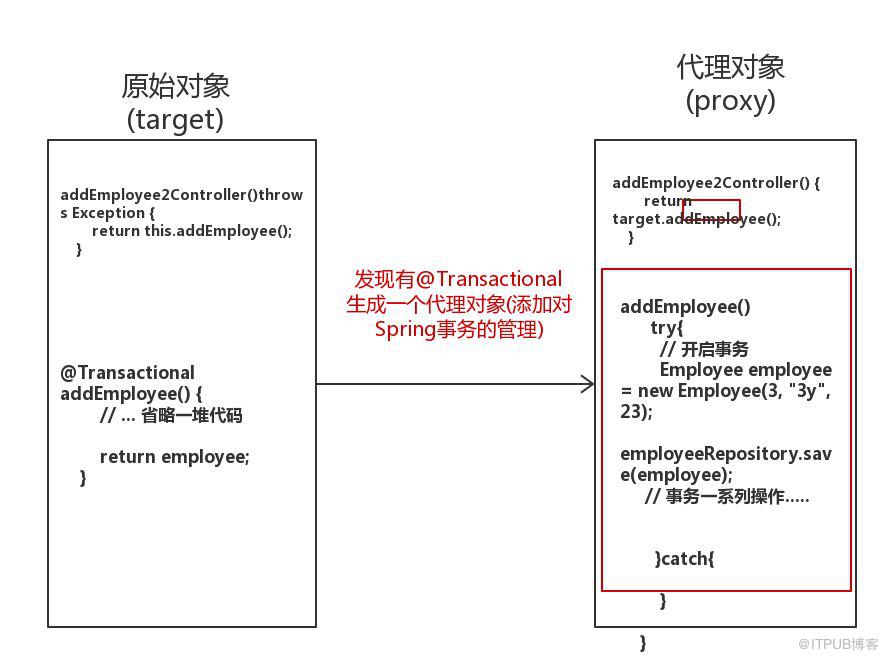 原始对象
(target)
addEmployee2Controller()throw
s Exception {
return this.addEmployee();
}
@Transactional
addEmployee() {
// ... 省略一堆代码
return employee;
}
发现有@Transactional
生成一个代理对象(添加对
Spring事务的管理)
代理对象
(proxy)
addEmployee2Controller() {
return
target.addEmployee();
}
addEmployee()
try{
// 开启事务
Employee employee
= new Employee(3, "3y",
23);
employeeRepository.sav
e(employee);
// 事务一系列操作.....
}catch{
}
}
@ITPUB博客